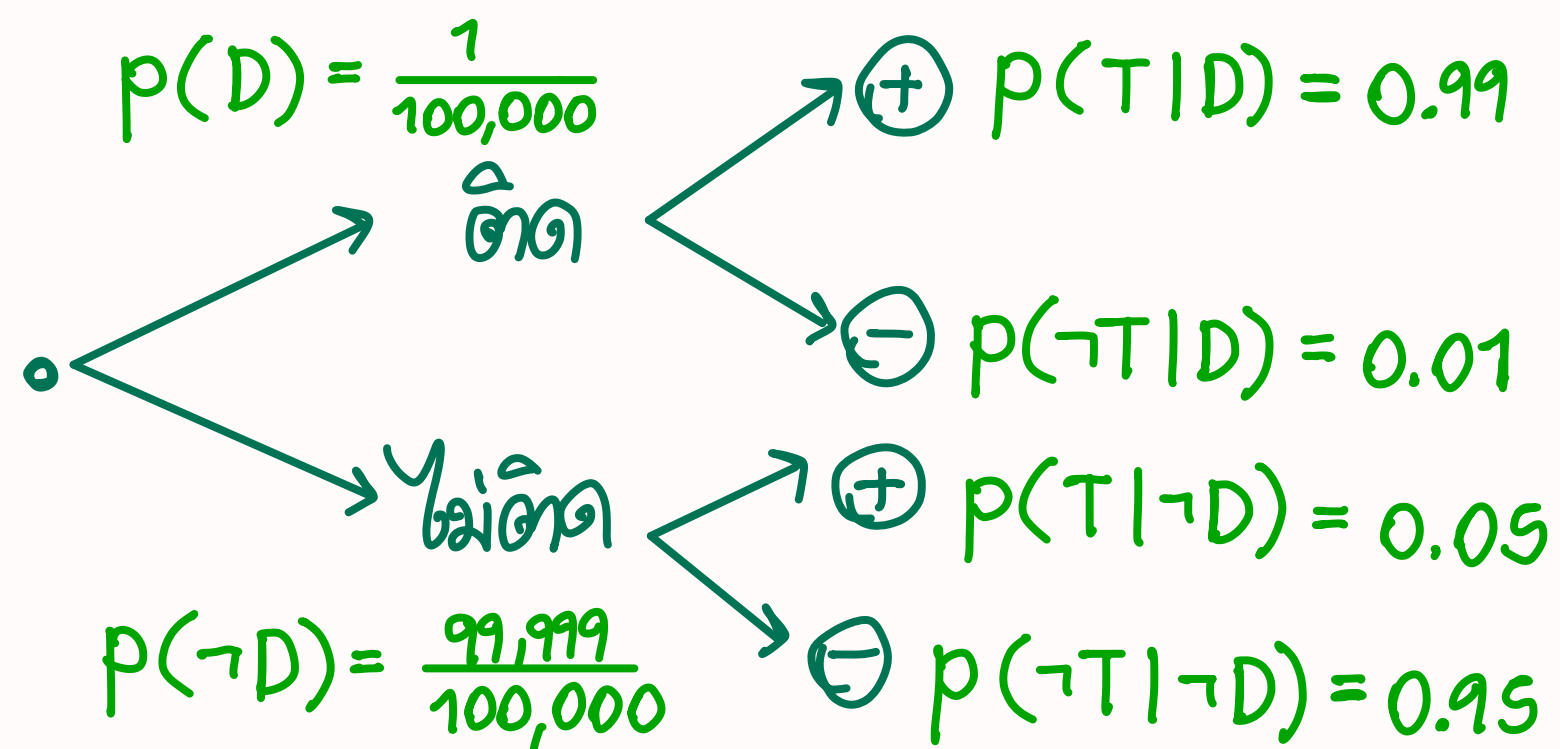 P(D) = 1/100,000
⊕ P(T|D) = 0.99
ติด
⊖ P(¬T|D) = 0.01
ไม่ติด
⊕ P(T|¬D) = 0.05
P(¬D) = 99,999/100,000
⊖ P(¬T|¬D) = 0.95